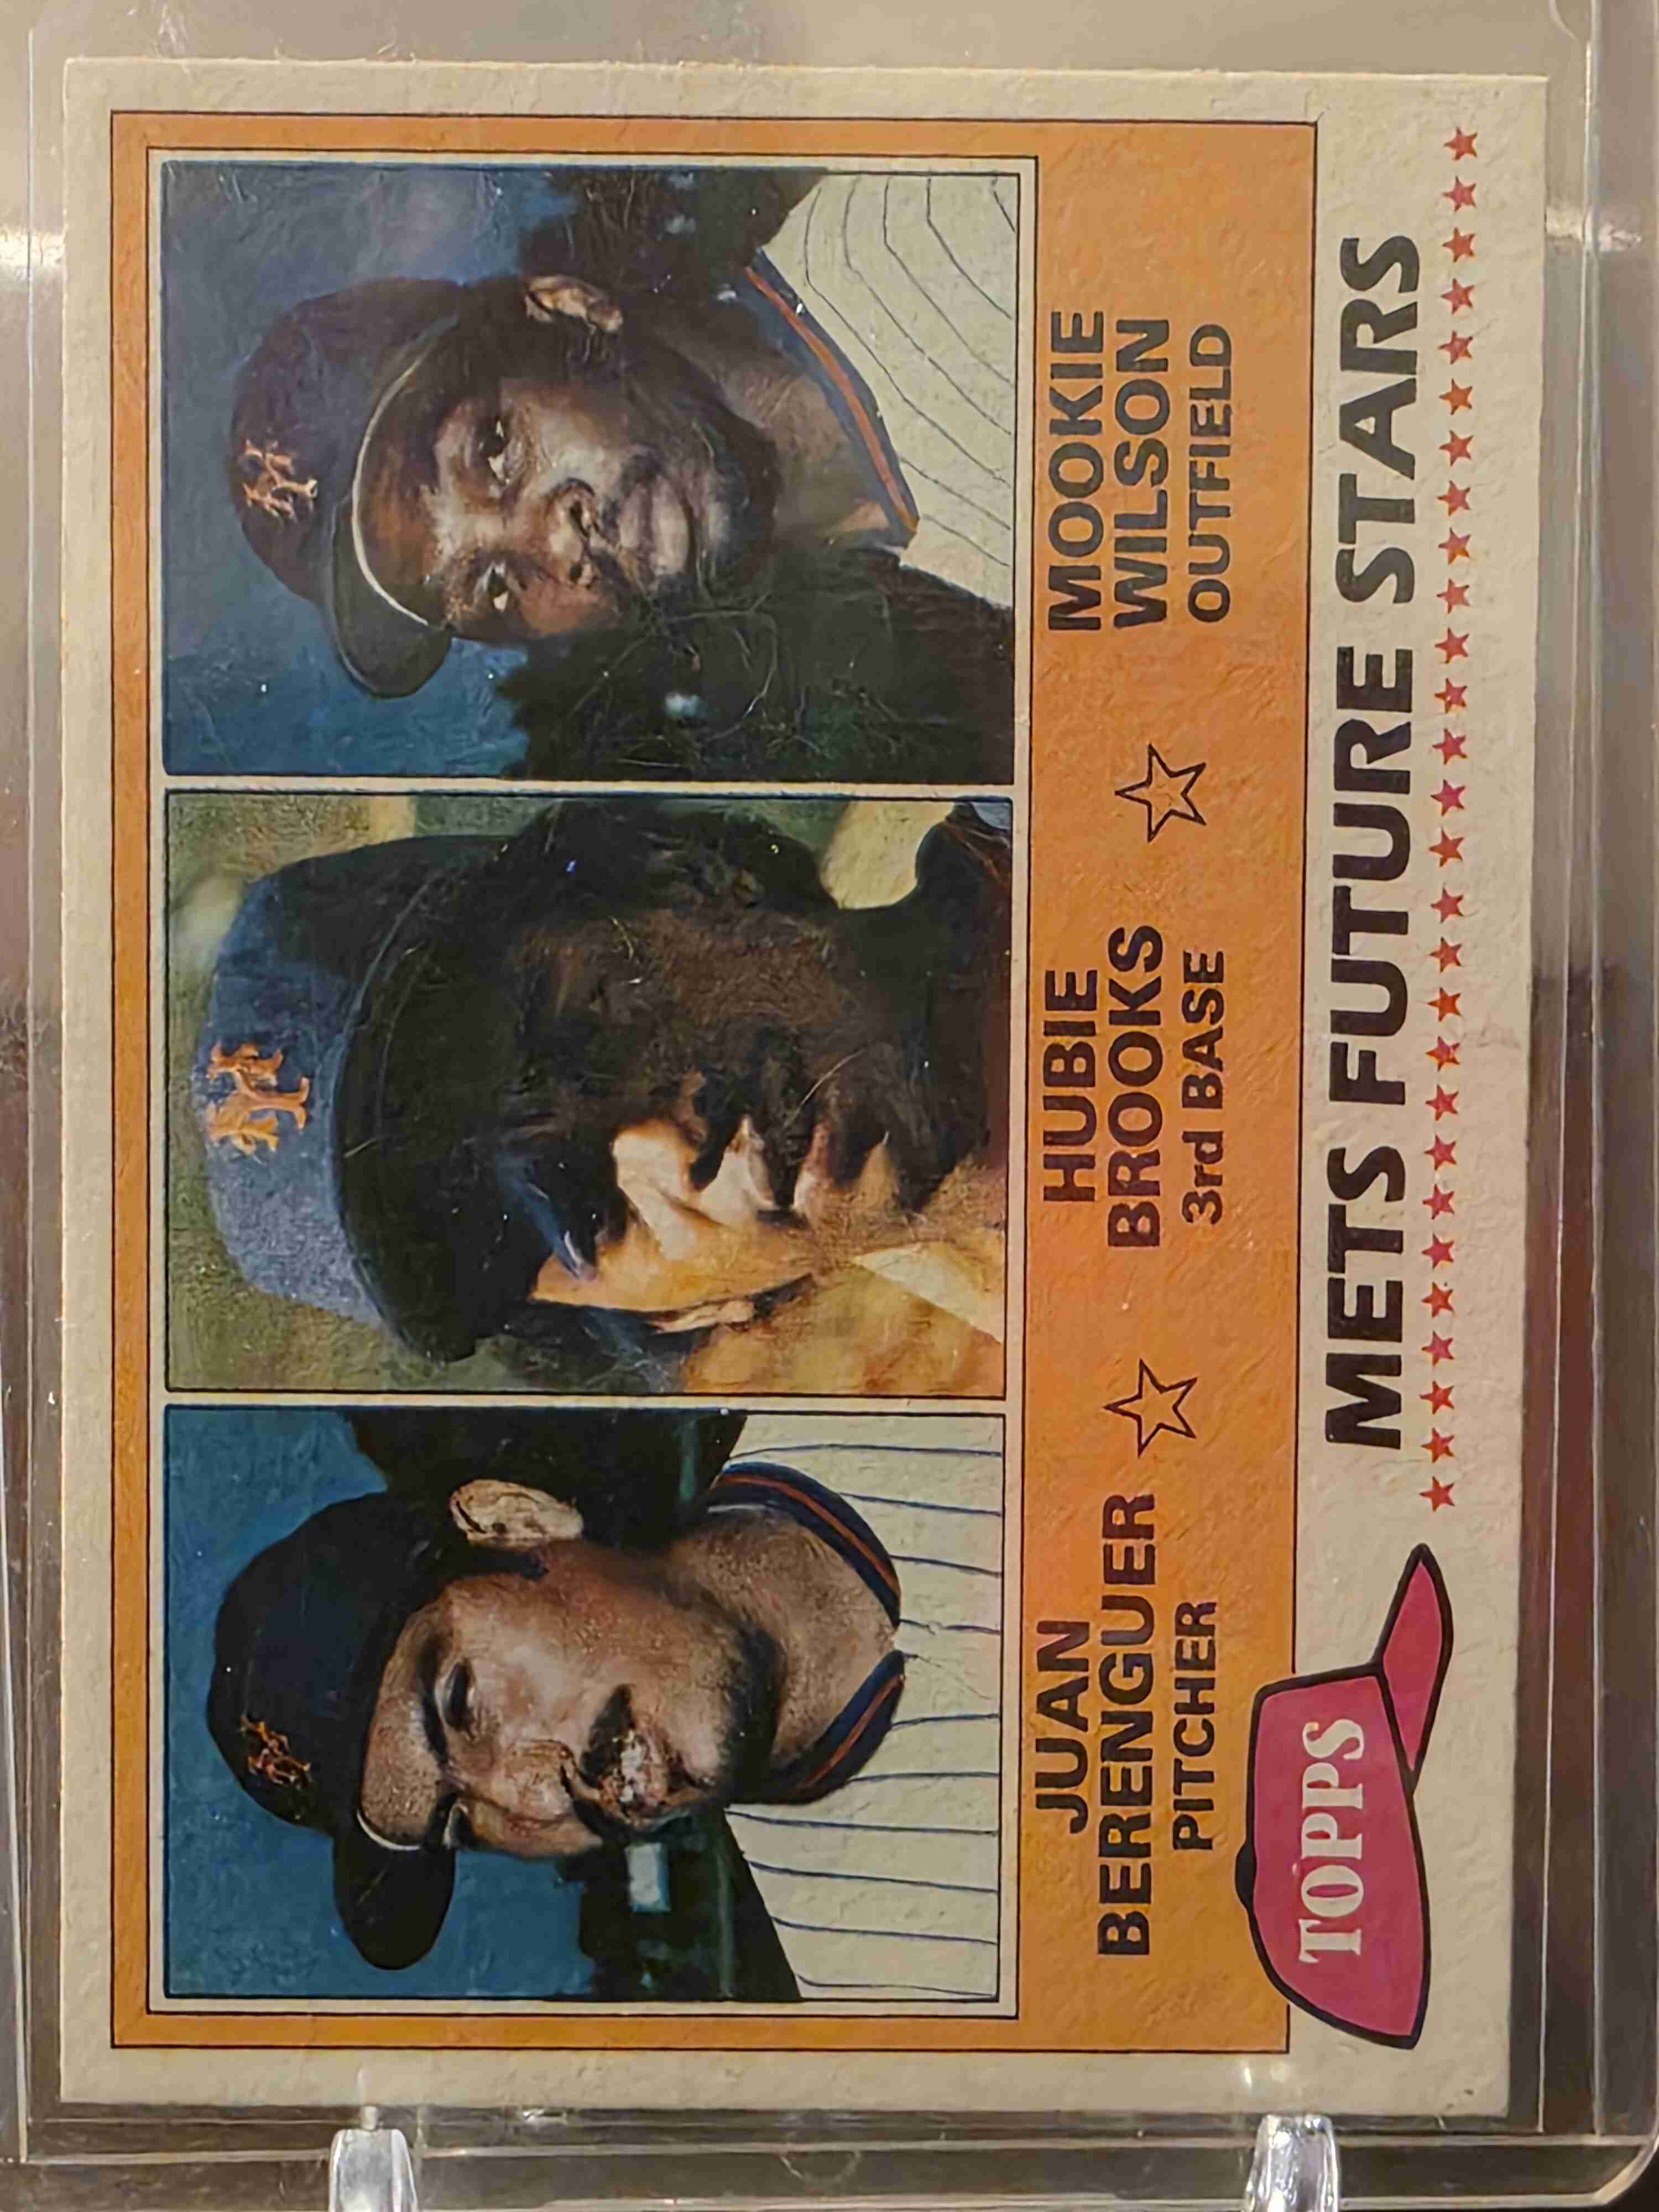 JUAN
BERENGUER
PITCHER
HUBIE
BROOKS
3rd BASE
MOOKIE
WILSON
OUTFIELD
TOPPS
METS FUTURE STARS